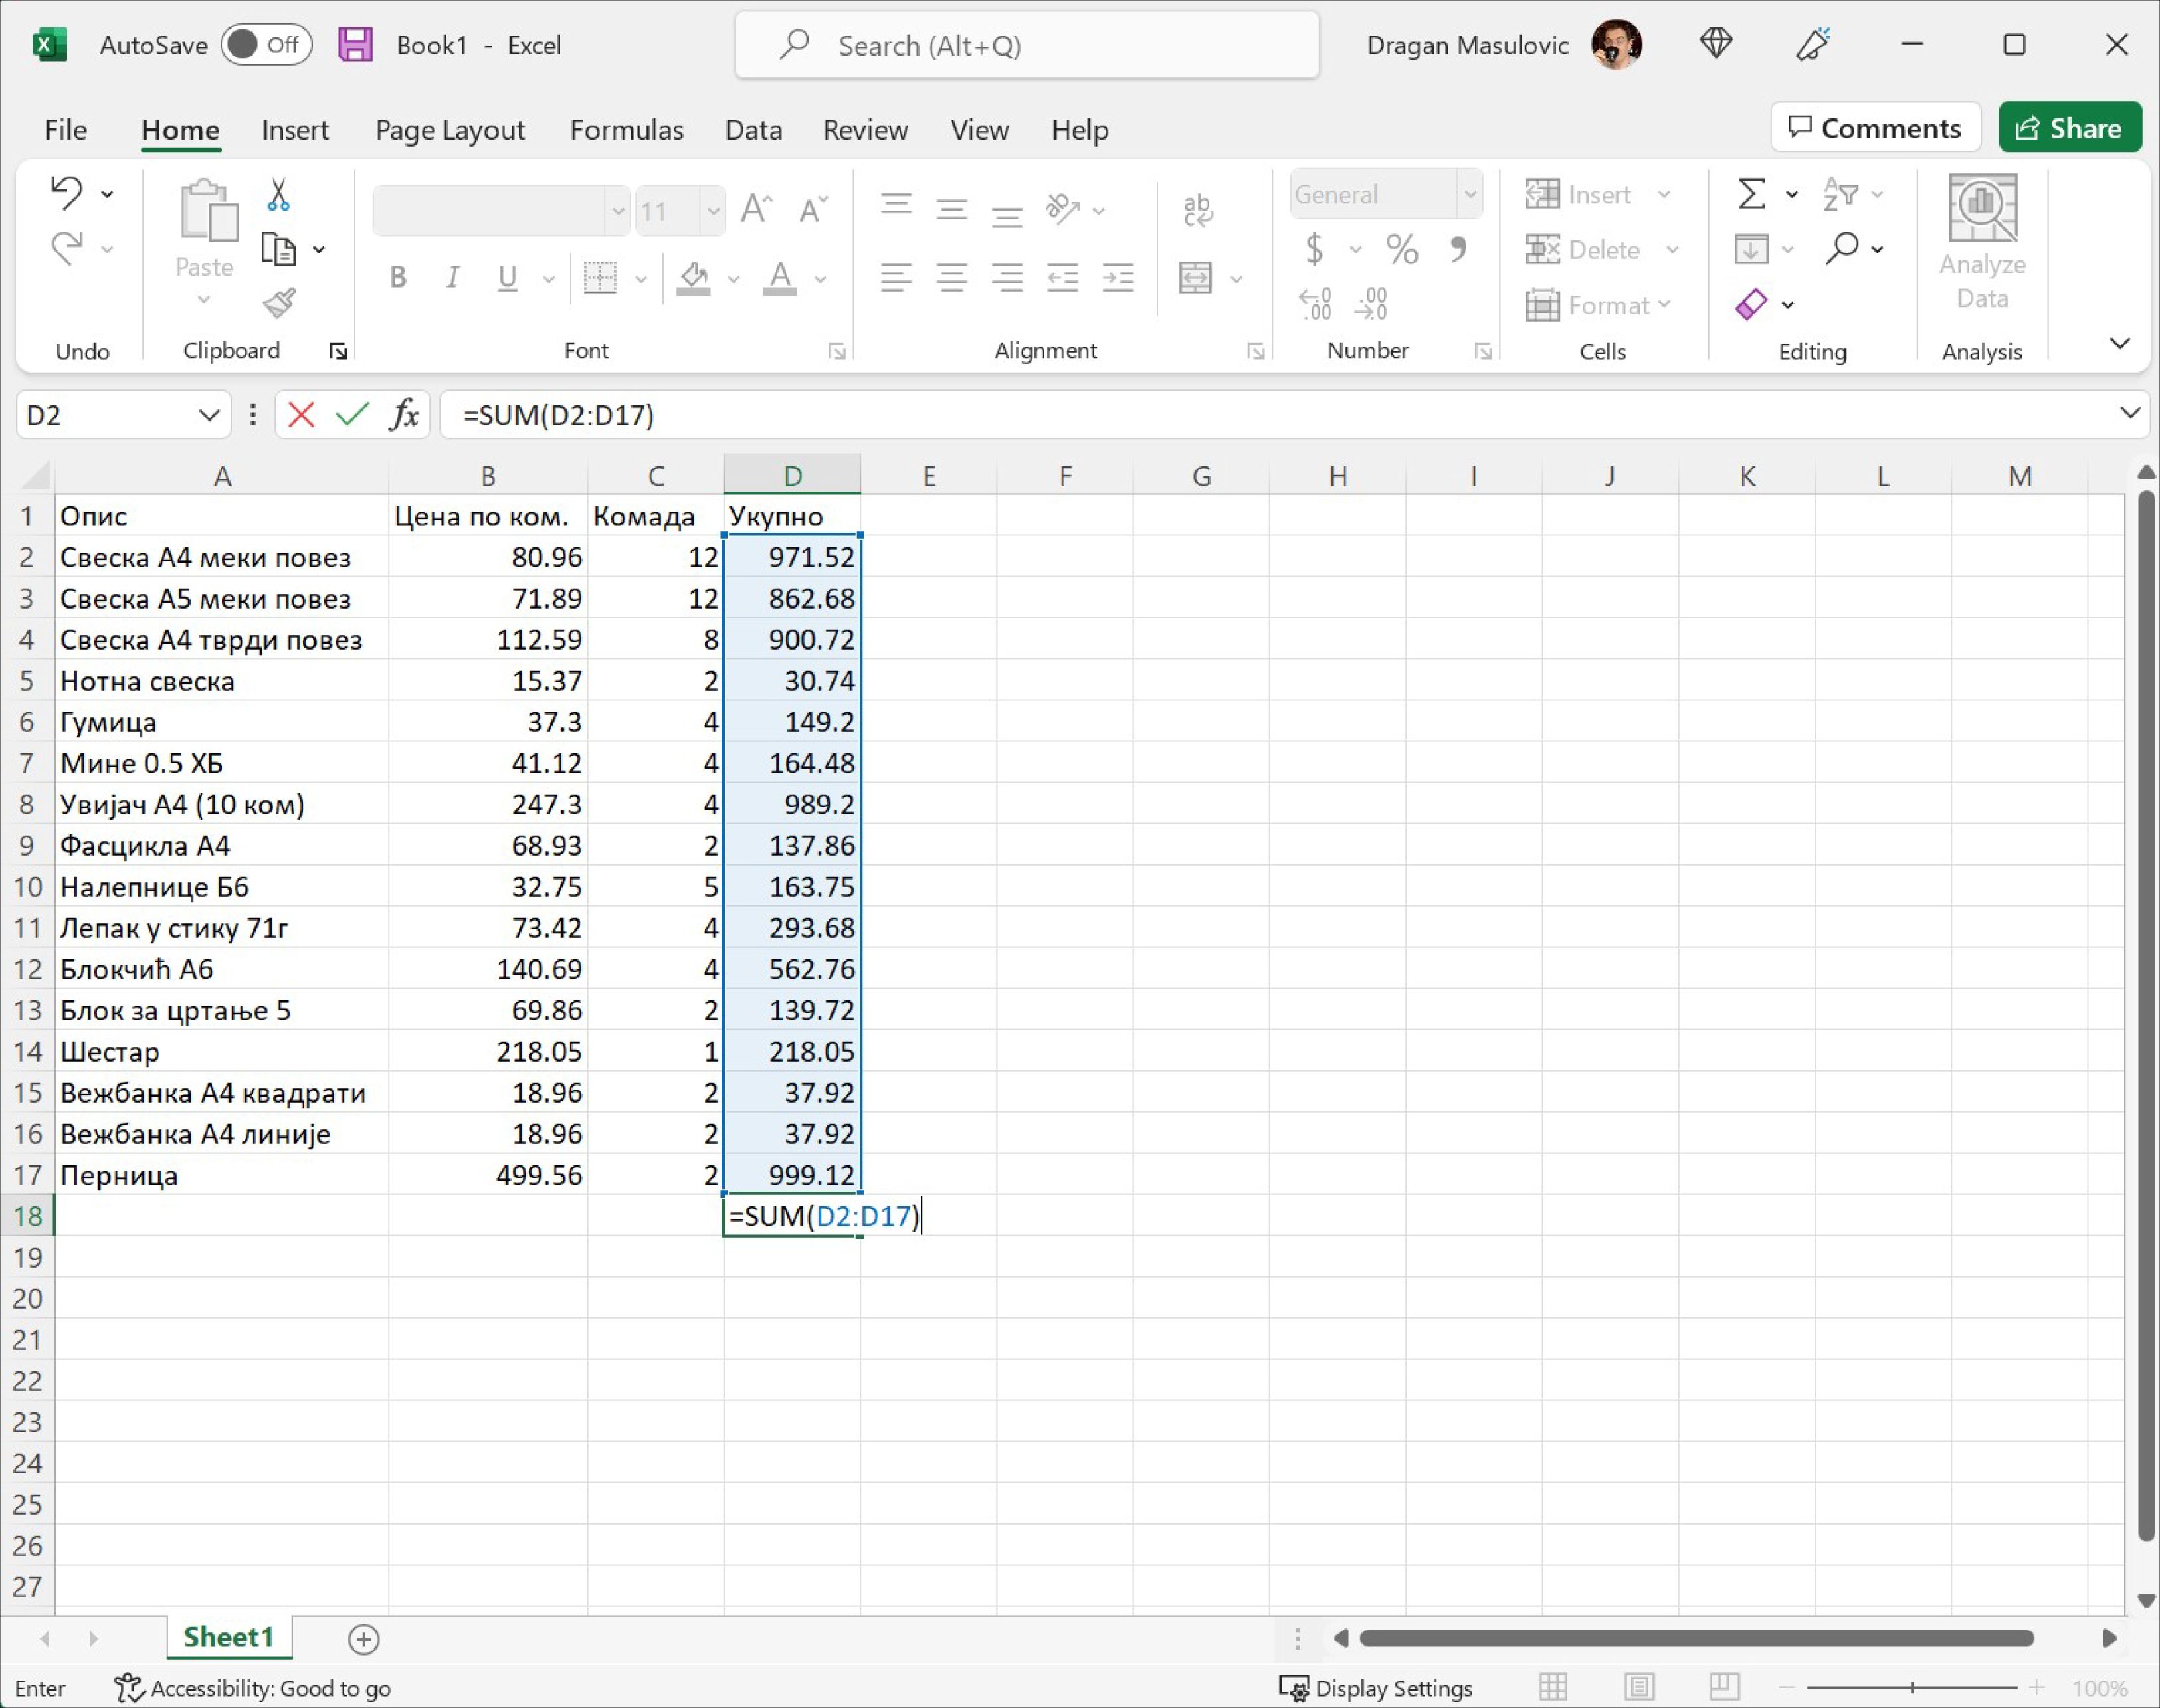 AutoSave Off Book1 - Excel Search (Alt+Q) Dragan Masulovic
File Home Insert Page Layout Formulas Data Review View Help Comments Share
Paste 11 General Insert Delete Format Analyze Data
Undo Clipboard Font Alignment Number Cells Editing Analysis
D2 =SUM(D2:D17)
A B C D E F G H I J K L M
1 Опис Цена по ком. Комада Укупно
2 Свеска А4 меки повез 80.96 12 971.52
3 Свеска А5 меки повез 71.89 12 862.68
4 Свеска А4 тврди повез 112.59 8 900.72
5 Нотна свеска 15.37 2 30.74
6 Гумица 37.3 4 149.2
7 Мине 0.5 ХБ 41.12 4 164.48
8 Увијач А4 (10 ком) 247.3 4 989.2
9 Фасцикла А4 68.93 2 137.86
10 Налепнице Б6 32.75 5 163.75
11 Лепак у стику 71г 73.42 4 293.68
12 Блокчић А6 140.69 4 562.76
13 Блок за цртање 5 69.86 2 139.72
14 Шестар 218.05 1 218.05
15 Вежбанка А4 квадрати 18.96 2 37.92
16 Вежбанка А4 линије 18.96 2 37.92
17 Перница 499.56 2 999.12
18 =SUM(D2:D17)
19
20
21
22
23
24
25
26
27
Sheet1
Enter Accessibility: Good to go Display Settings 100%